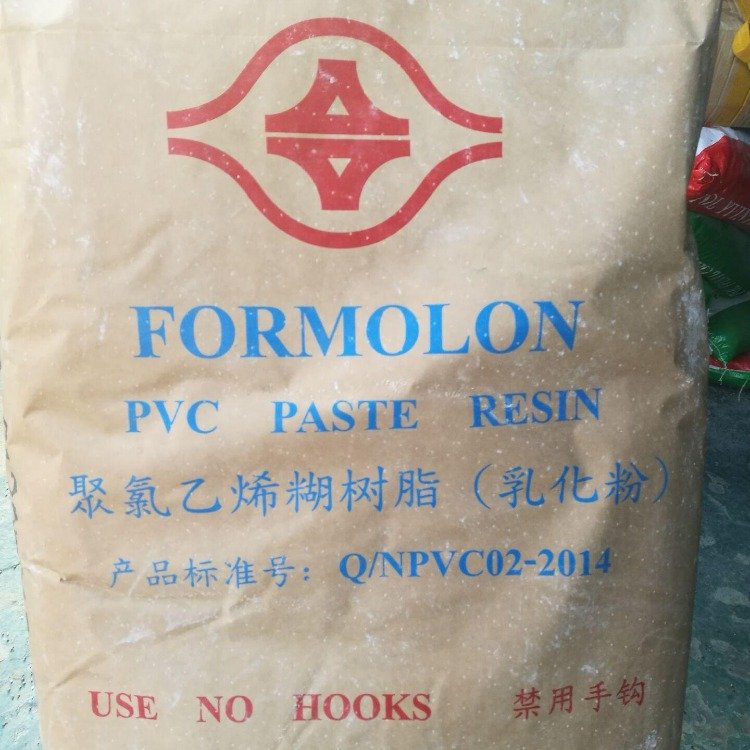 FORMOLON
PVC PASTE RESIN
聚氯乙烯糊树脂（乳化粉）
产品标准号：Q/NPVC02-2014
USE NO HOOKS 禁用手钩